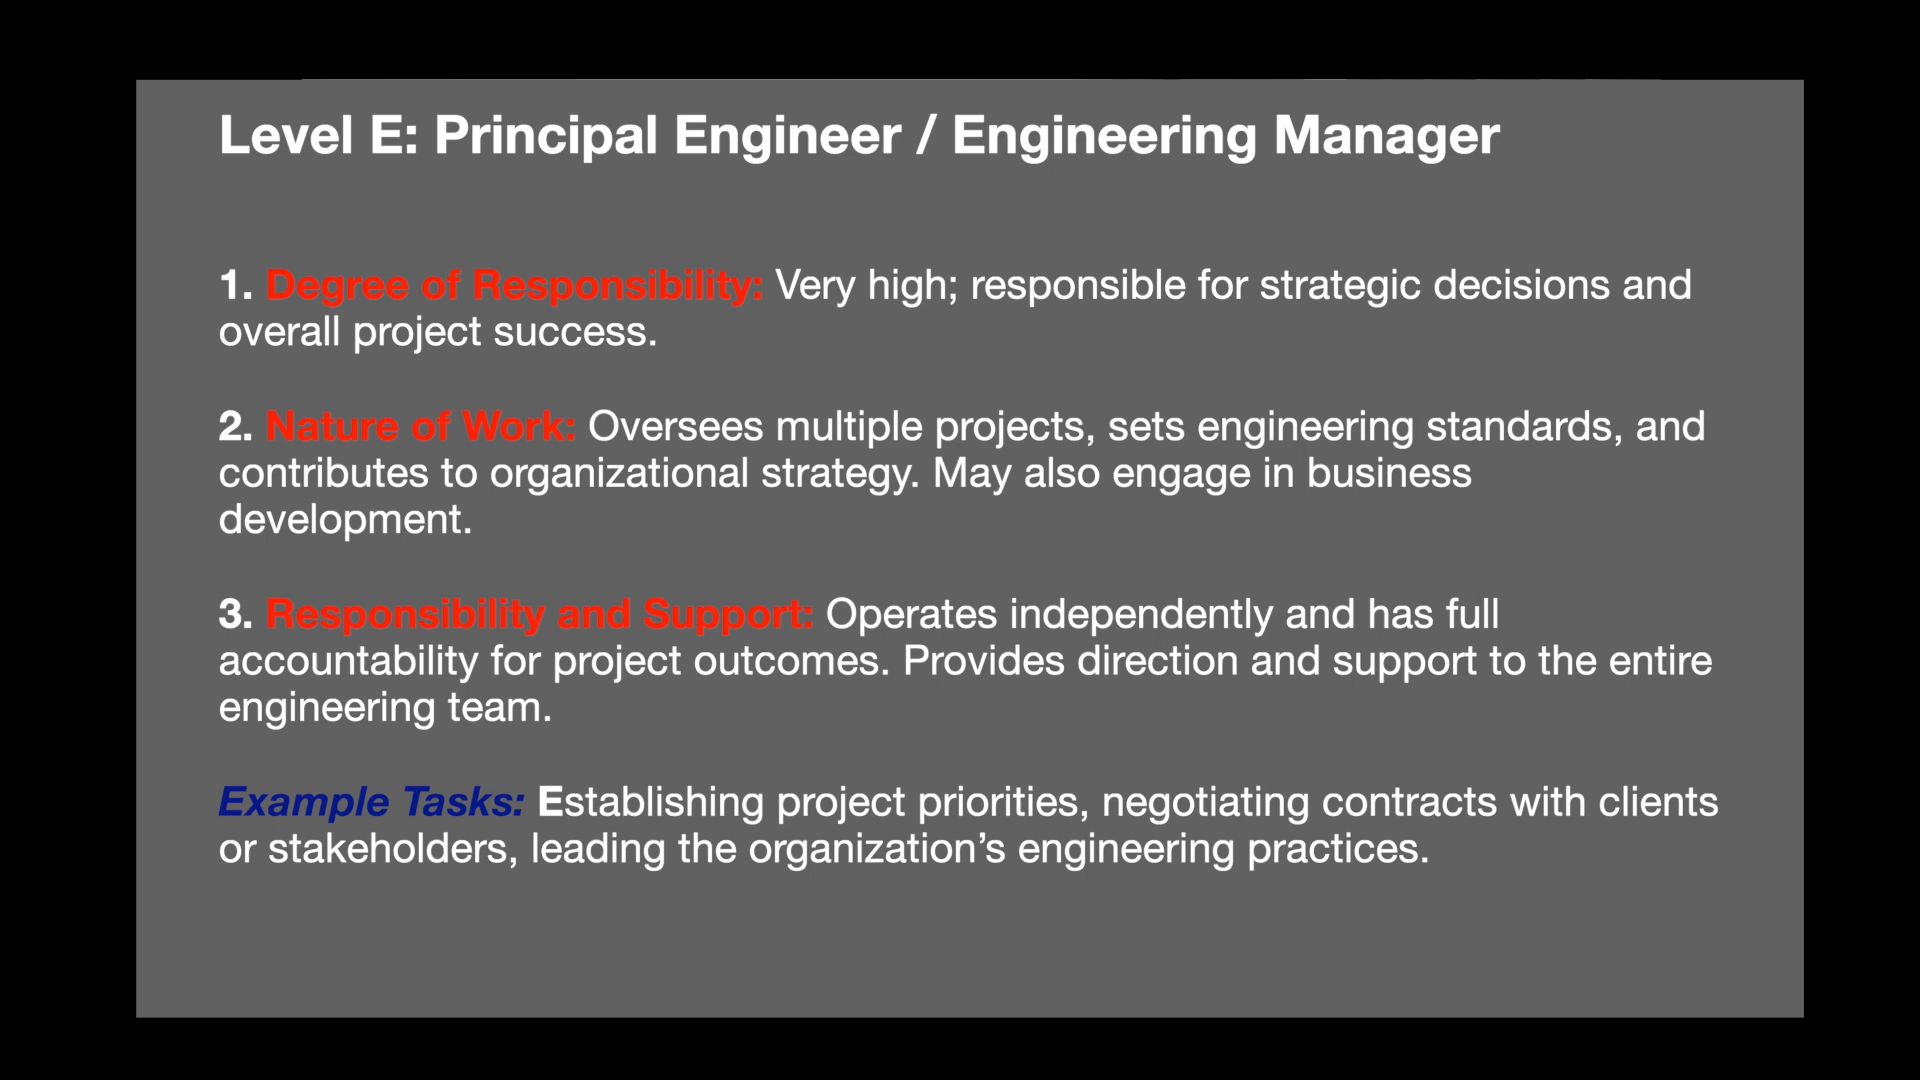 Level E: Principal Engineer / Engineering Manager
1. Degree of Responsibility: Very high; responsible for strategic decisions and
overall project success.
2. Nature of Work: Oversees multiple projects, sets engineering standards, and
contributes to organizational strategy. May also engage in business
development.
3. Responsibility and Support: Operates independently and has full
accountability for project outcomes. Provides direction and support to the entire
engineering team.
Example Tasks: Establishing project priorities, negotiating contracts with clients
or stakeholders, leading the organization’s engineering practices.